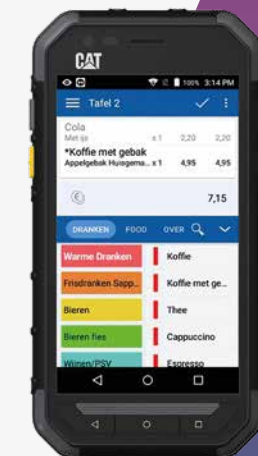 CAT
100% 3:14 PM
Tafel 2
Cola
Met ijs x 1 2,20 2,20
*Koffie met gebak
Appelgebak Huisgema... x 1 4,95 4,95
7,15
DRANKEN FOOD OVER
Warme Dranken Koffie
Frisdranken Sapp... Koffie met ge...
Bieren Thee
Bieren fles Cappuccino
Wijnen/PSV Espresso